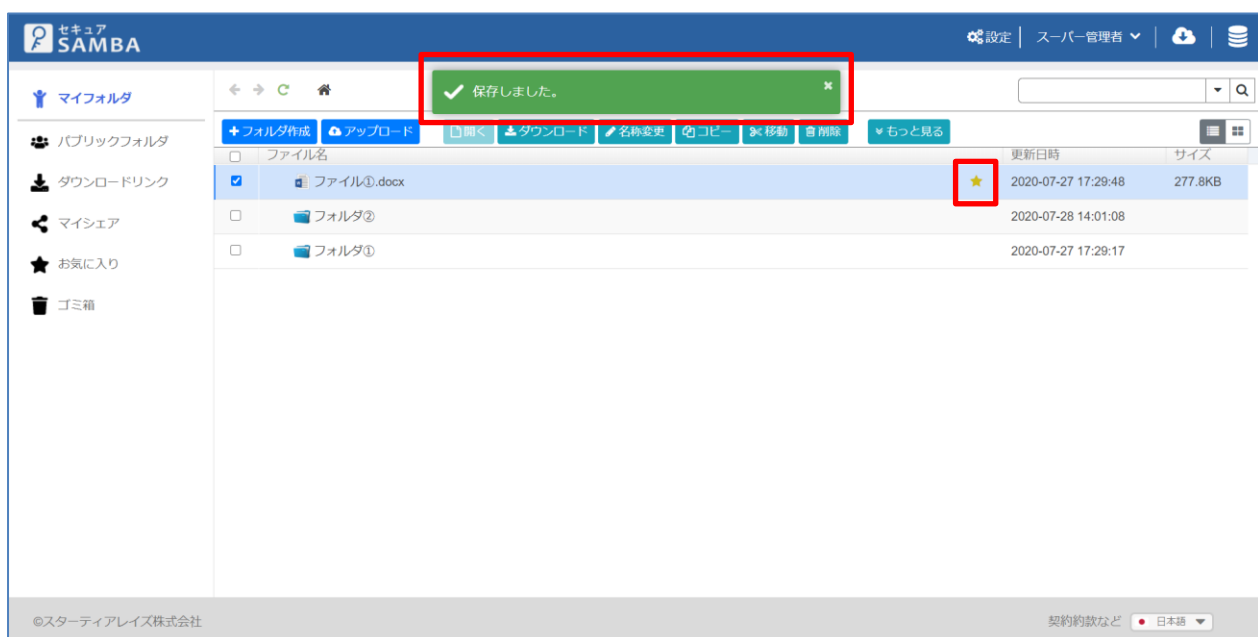 セキュア
SAMBA
設定 スーパー管理者
保存しました。 ×
マイフォルダ
パブリックフォルダ
ダウンロードリンク
マイシェア
お気に入り
ゴミ箱
+フォルダ作成 アップロード 開く ダウンロード 名称変更 コピー 移動 削除 もっと見る
ファイル名 更新日時 サイズ
ファイル①.docx 2020-07-27 17:29:48 277.8KB
フォルダ② 2020-07-28 14:01:08
フォルダ① 2020-07-27 17:29:17
©スターティアレイズ株式会社 契約約款など 日本語